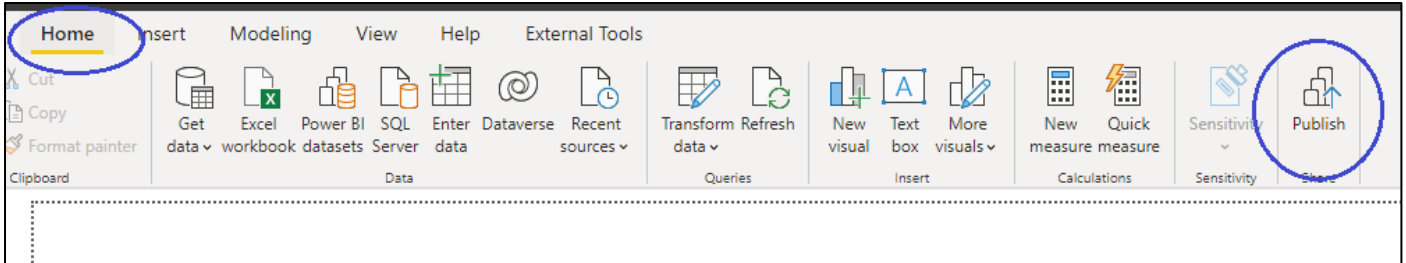 Home Insert Modeling View Help External Tools
Cut
Copy
Format painter
Get data
Excel workbook
Power BI datasets
SQL Server
Enter data
Dataverse
Recent sources
Transform data
Refresh
New visual
Text box
More visuals
New measure
Quick measure
Sensitivity
Publish
Clipboard
Data
Queries
Insert
Calculations
Sensitivity
Share